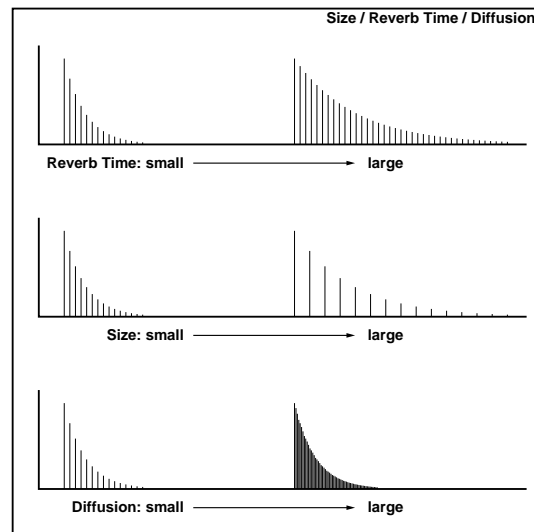 Size / Reverb Time / Diffusion
Reverb Time: small
large
Size: small
large
Diffusion: small
large